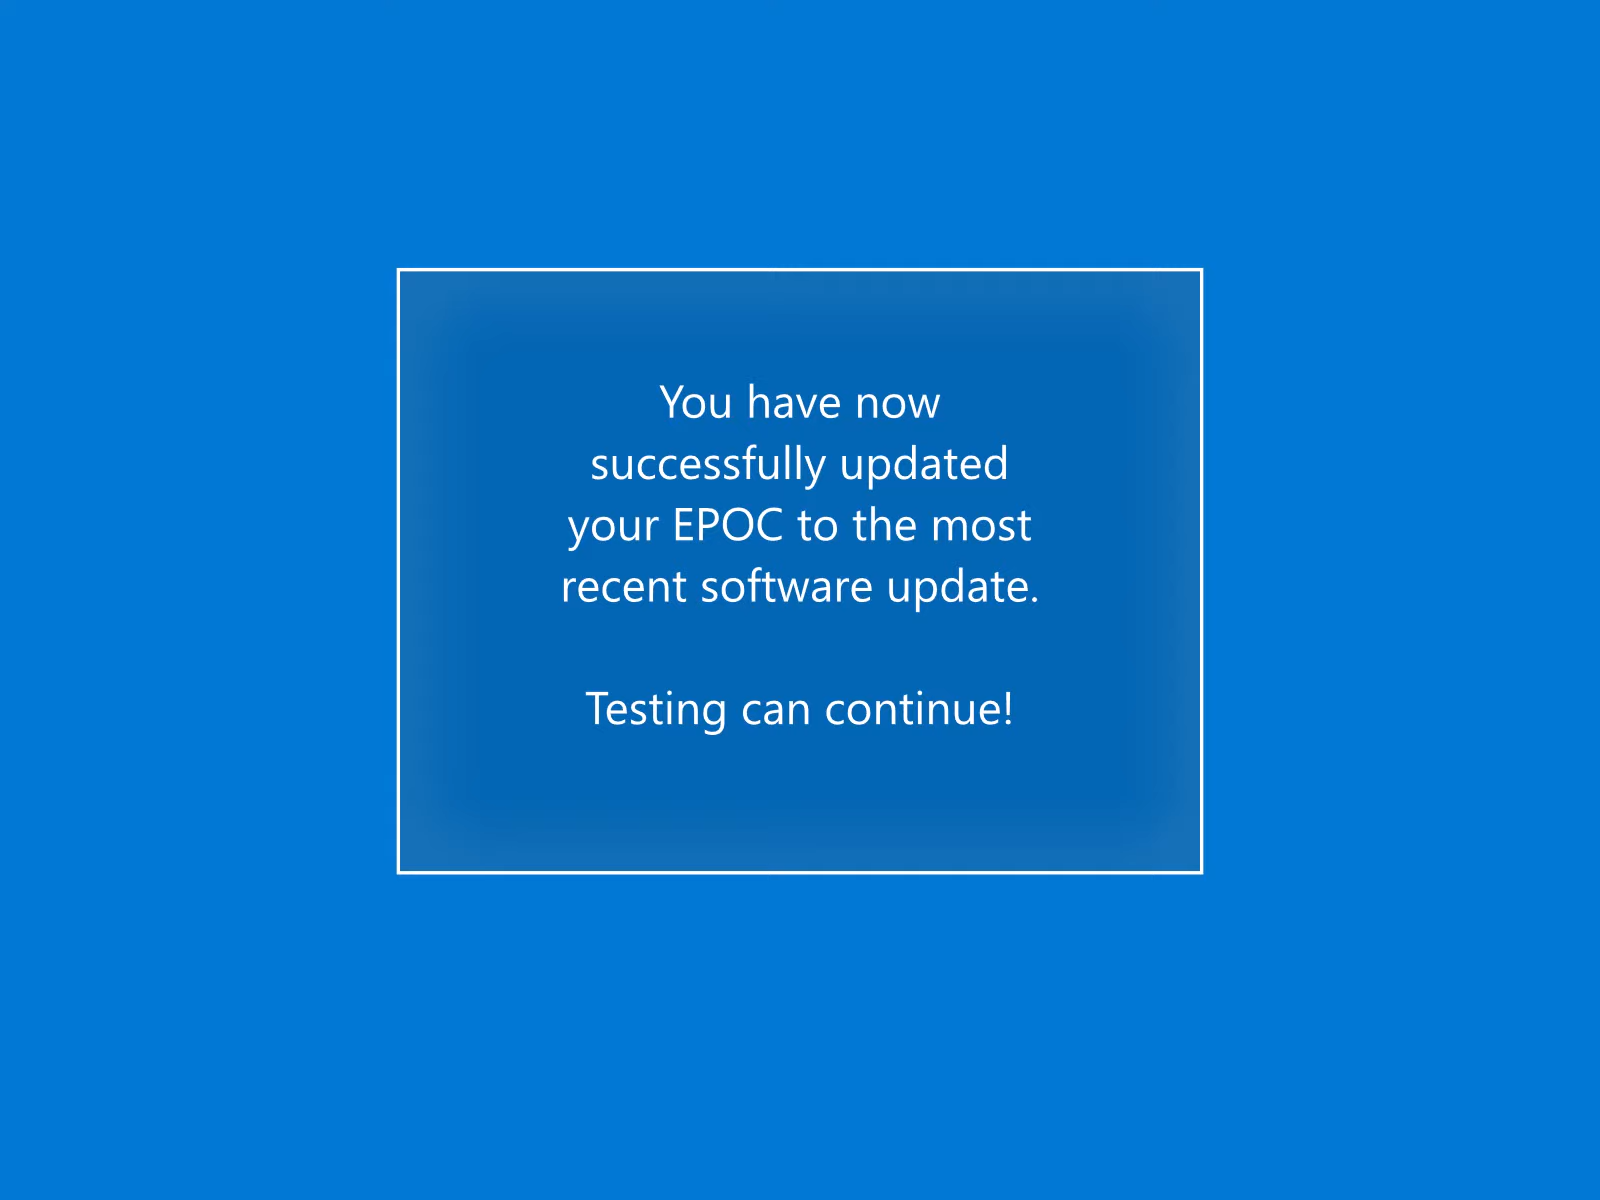 You have now
successfully updated
your EPOC to the most
recent software update.
Testing can continue!